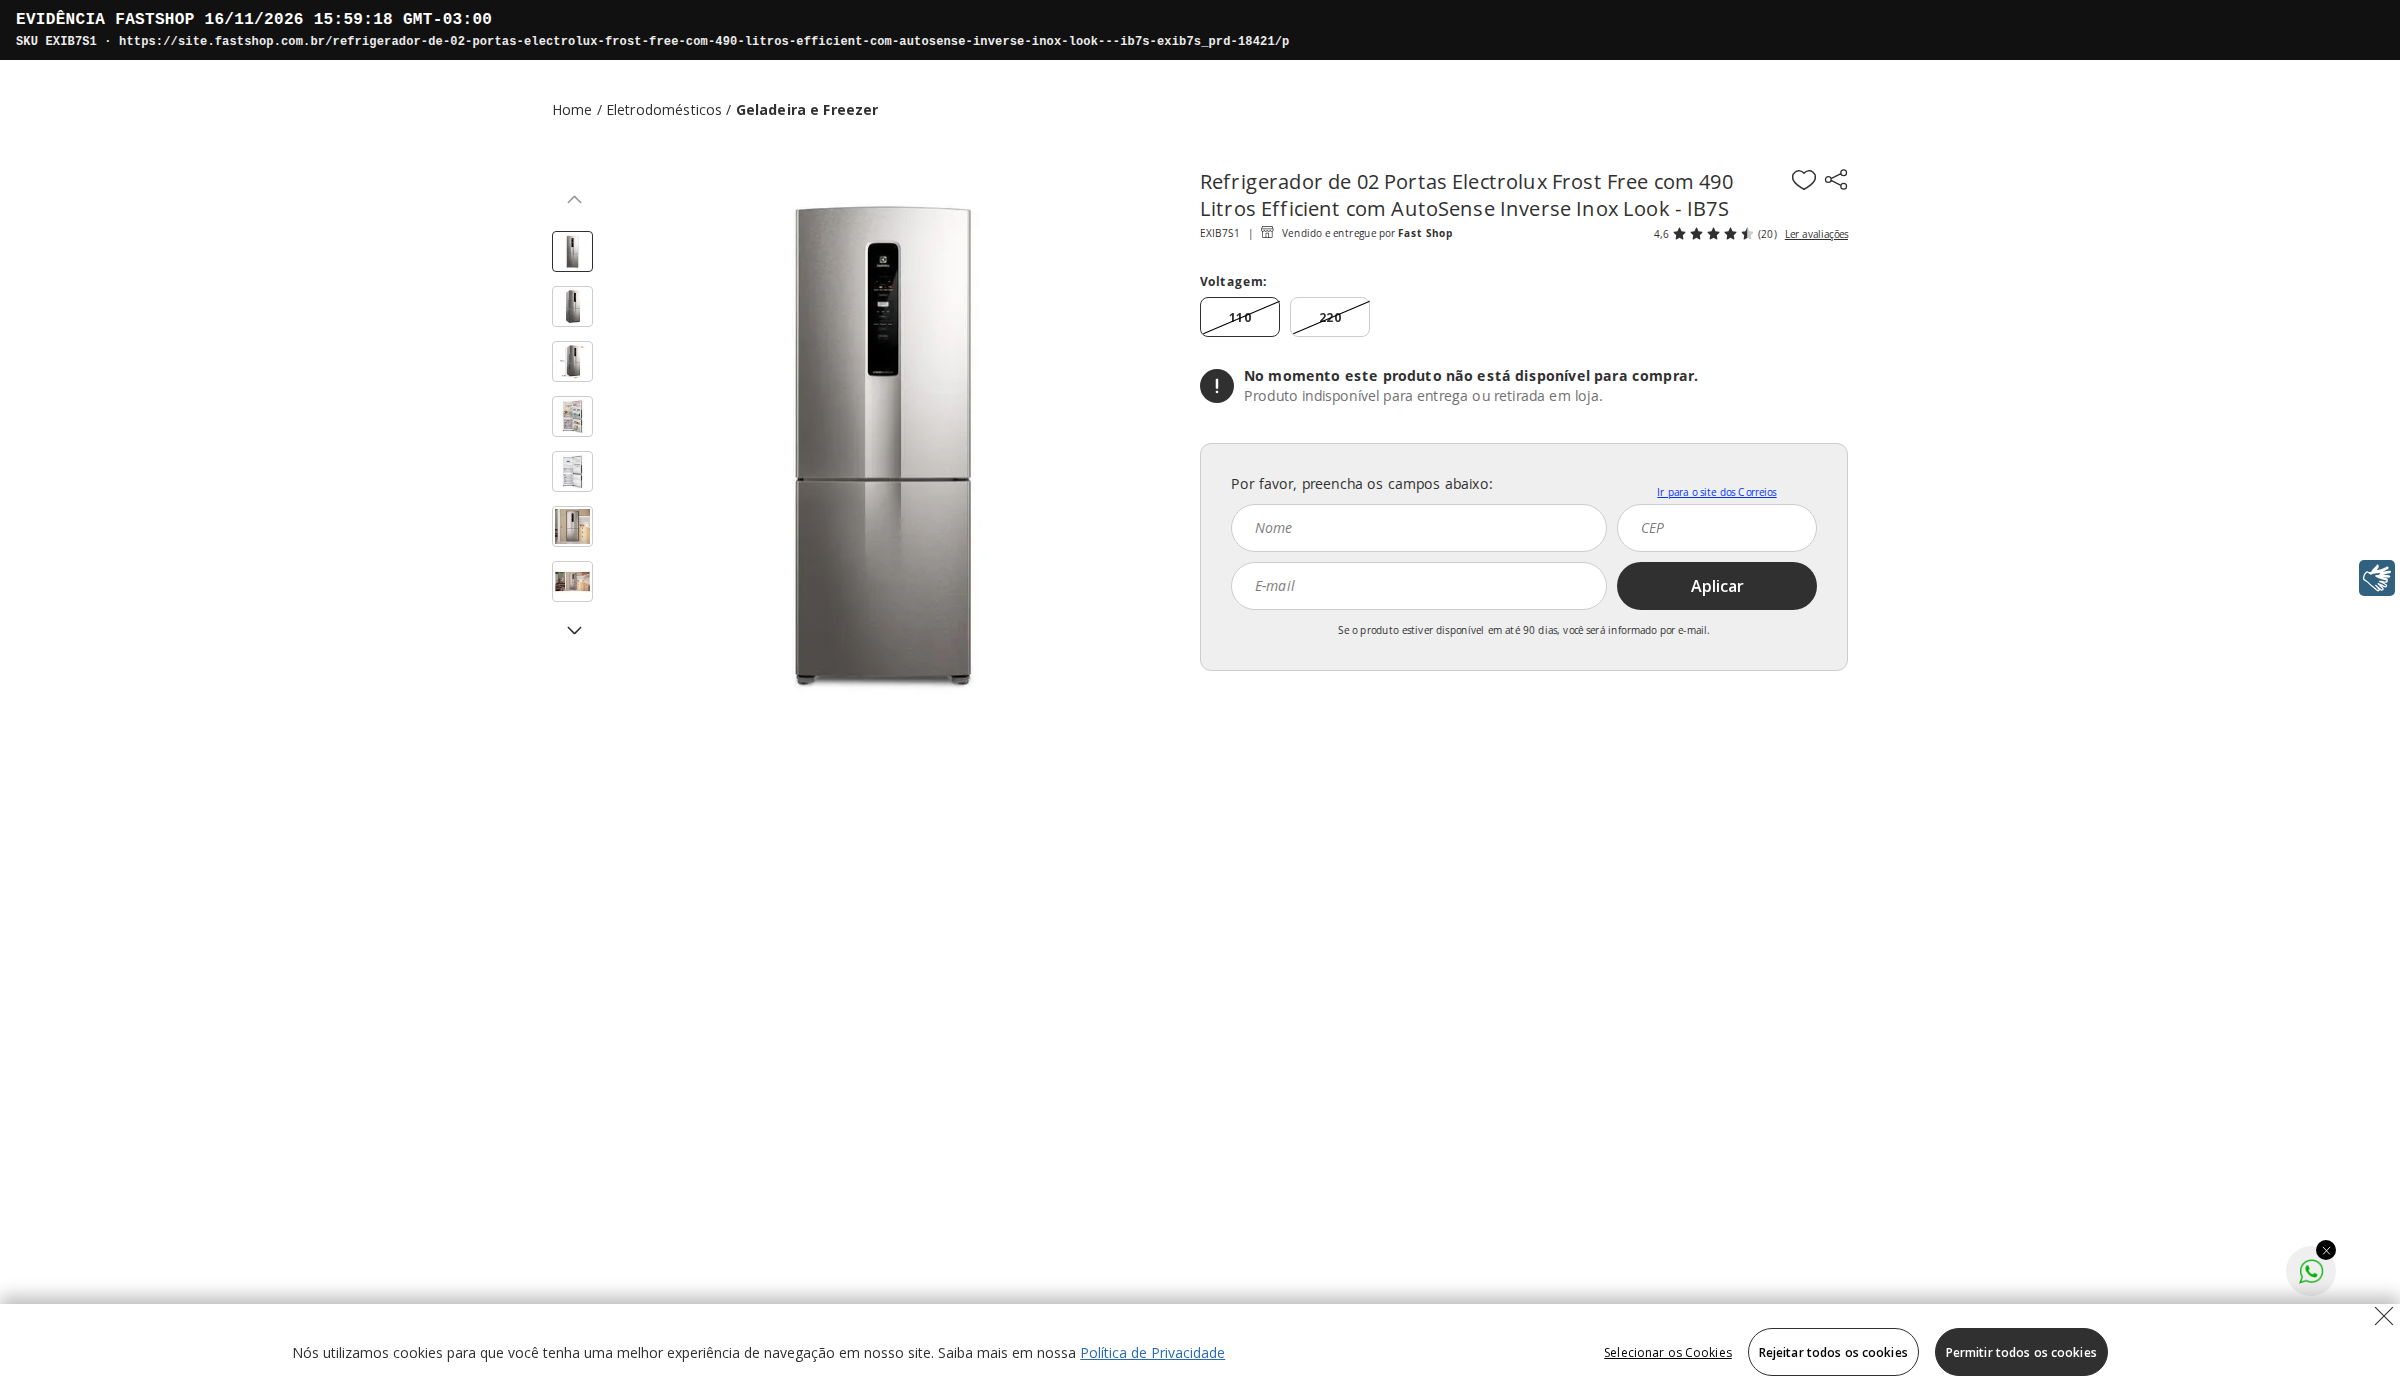 EVIDÊNCIA FASTSHOP 16/11/2026 15:59:18 GMT-03:00
SKU EXIB7S1 · https://site.fastshop.com.br/refrigerador-de-02-portas-electrolux-frost-free-com-490-litros-efficient-com-autosense-inverse-inox-look---ib7s-exib7s_prd-18421/p
Home / Eletrodomésticos / Geladeira e Freezer
Refrigerador de 02 Portas Electrolux Frost Free com 490
Litros Efficient com AutoSense Inverse Inox Look - IB7S
EXIB7S1 | Vendido e entregue por Fast Shop
4,6 (20) Ler avaliações
Voltagem:
110 220
No momento este produto não está disponível para comprar.
Produto indisponível para entrega ou retirada em loja.
Por favor, preencha os campos abaixo:
Ir para o site dos Correios
Nome CEP
E-mail Aplicar
Se o produto estiver disponível em até 90 dias, você será informado por e-mail.
Nós utilizamos cookies para que você tenha uma melhor experiência de navegação em nosso site. Saiba mais em nossa Política de Privacidade
Selecionar os Cookies Rejeitar todos os cookies Permitir todos os cookies